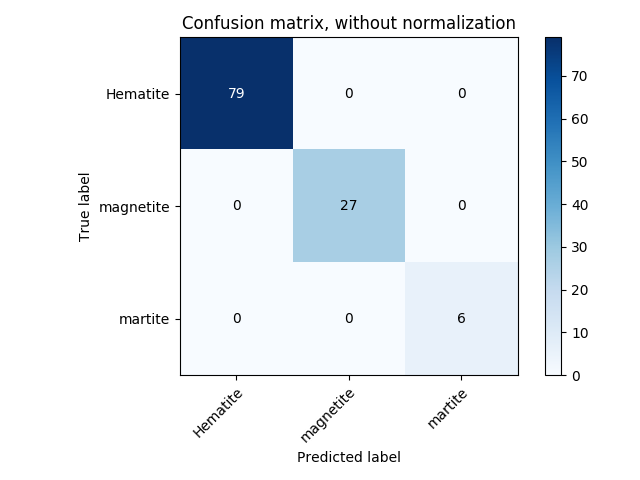 Confusion matrix, without normalization
Hematite
79
0
0
magnetite
0
27
0
martite
0
0
6
True label
Hematite
magnetite
martite
Predicted label
70
60
50
40
30
20
10
0